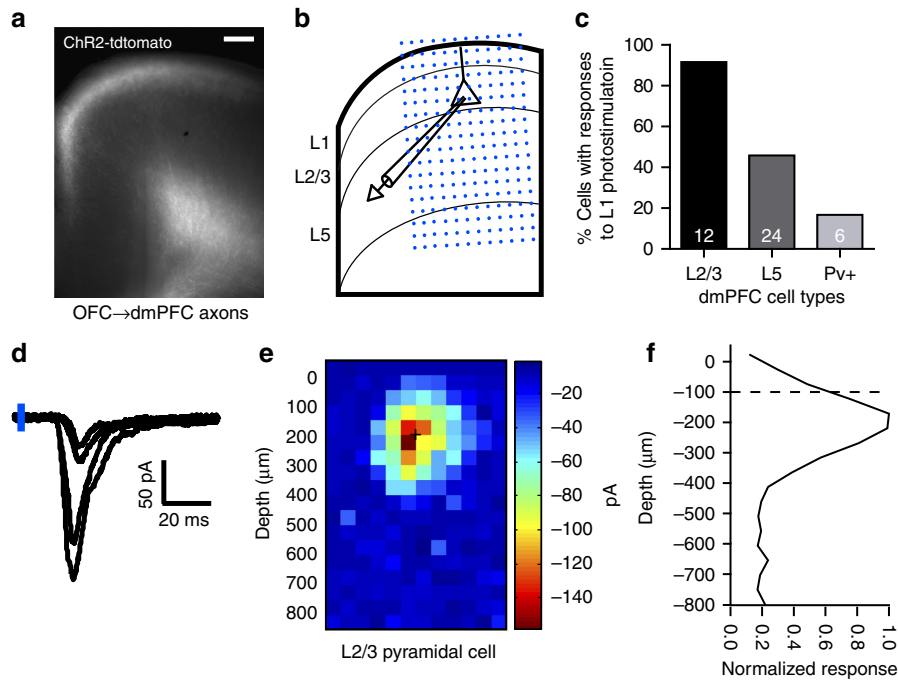 a
ChR2-tdtomato
OFC→dmPFC axons
b
L1
L2/3
L5
c
% Cells with responses
to L1 photostimulatoin
100
80
60
40
20
0
12
24
6
L2/3
L5
Pv+
dmPFC cell types
d
50 pA
20 ms
e
Depth (μm)
0
100
200
300
400
500
600
700
800
L2/3 pyramidal cell
−20
−40
−60
−80
−100
−120
−140
pA
f
Depth (μm)
0
−100
−200
−300
−400
−500
−600
−700
−800
0.0
0.2
0.4
0.6
0.8
1.0
Normalized response